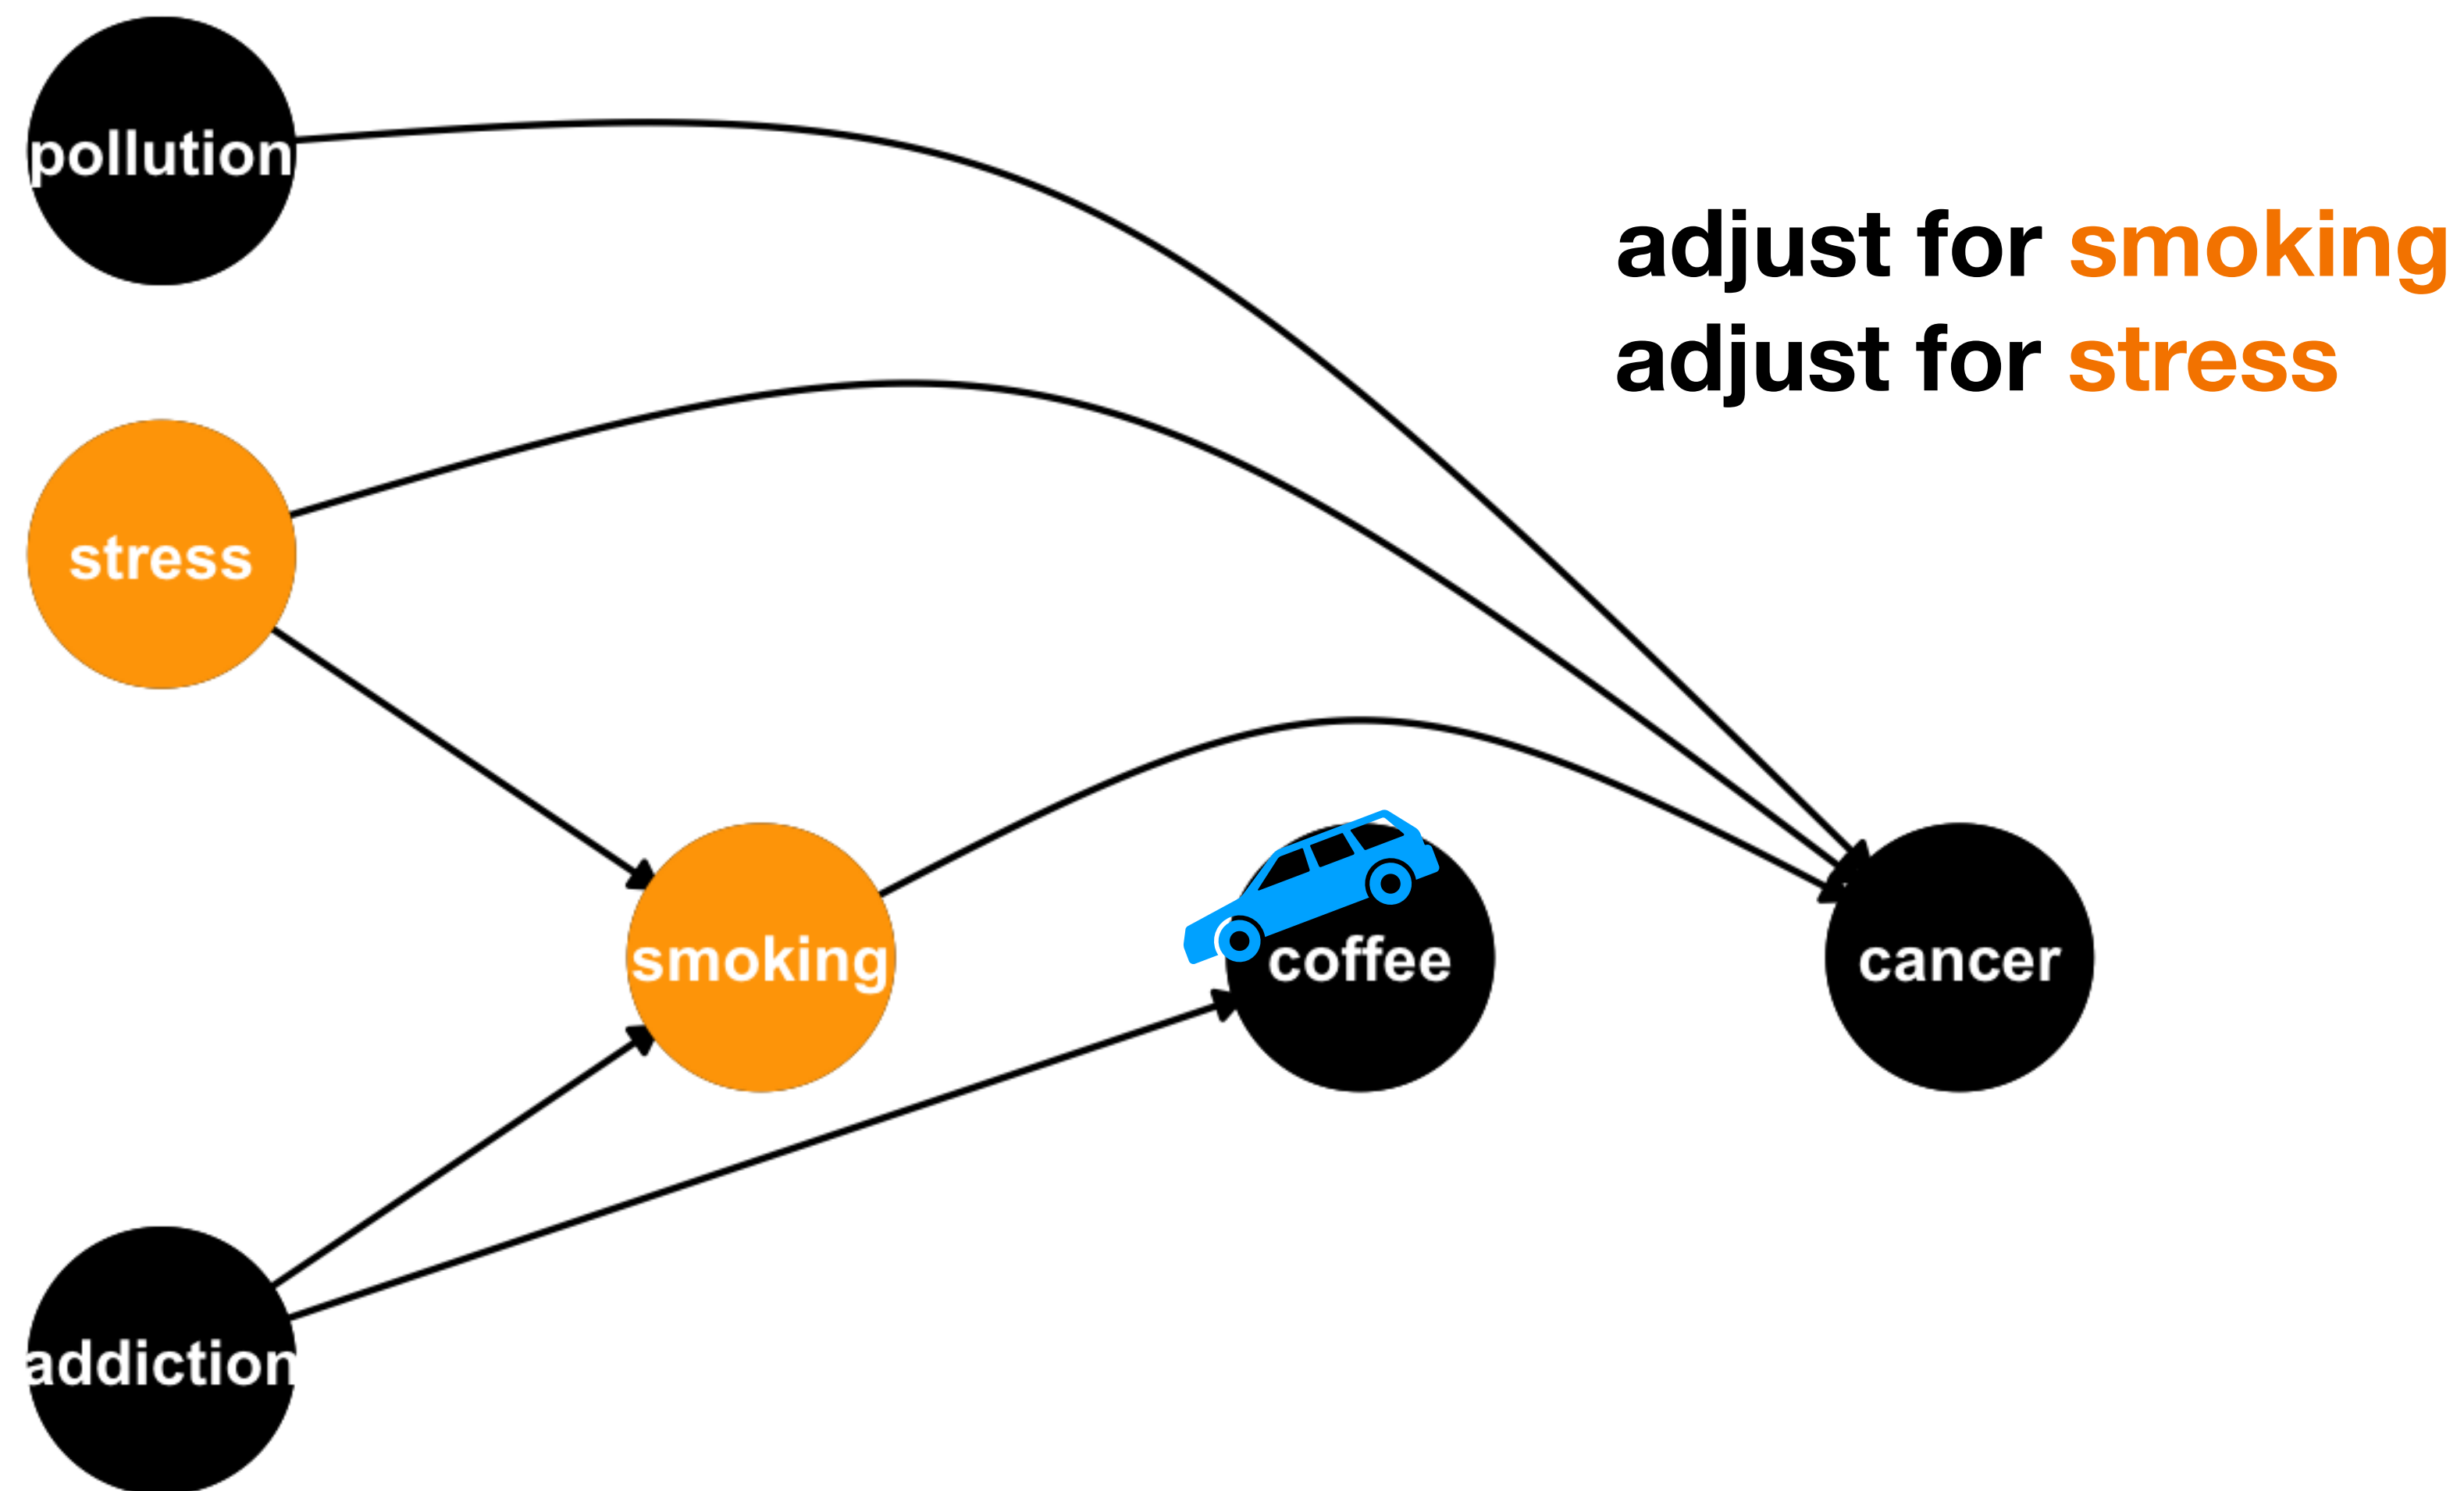 pollution
adjust for smoking
adjust for stress
stress
smoking
coffee
cancer
addiction